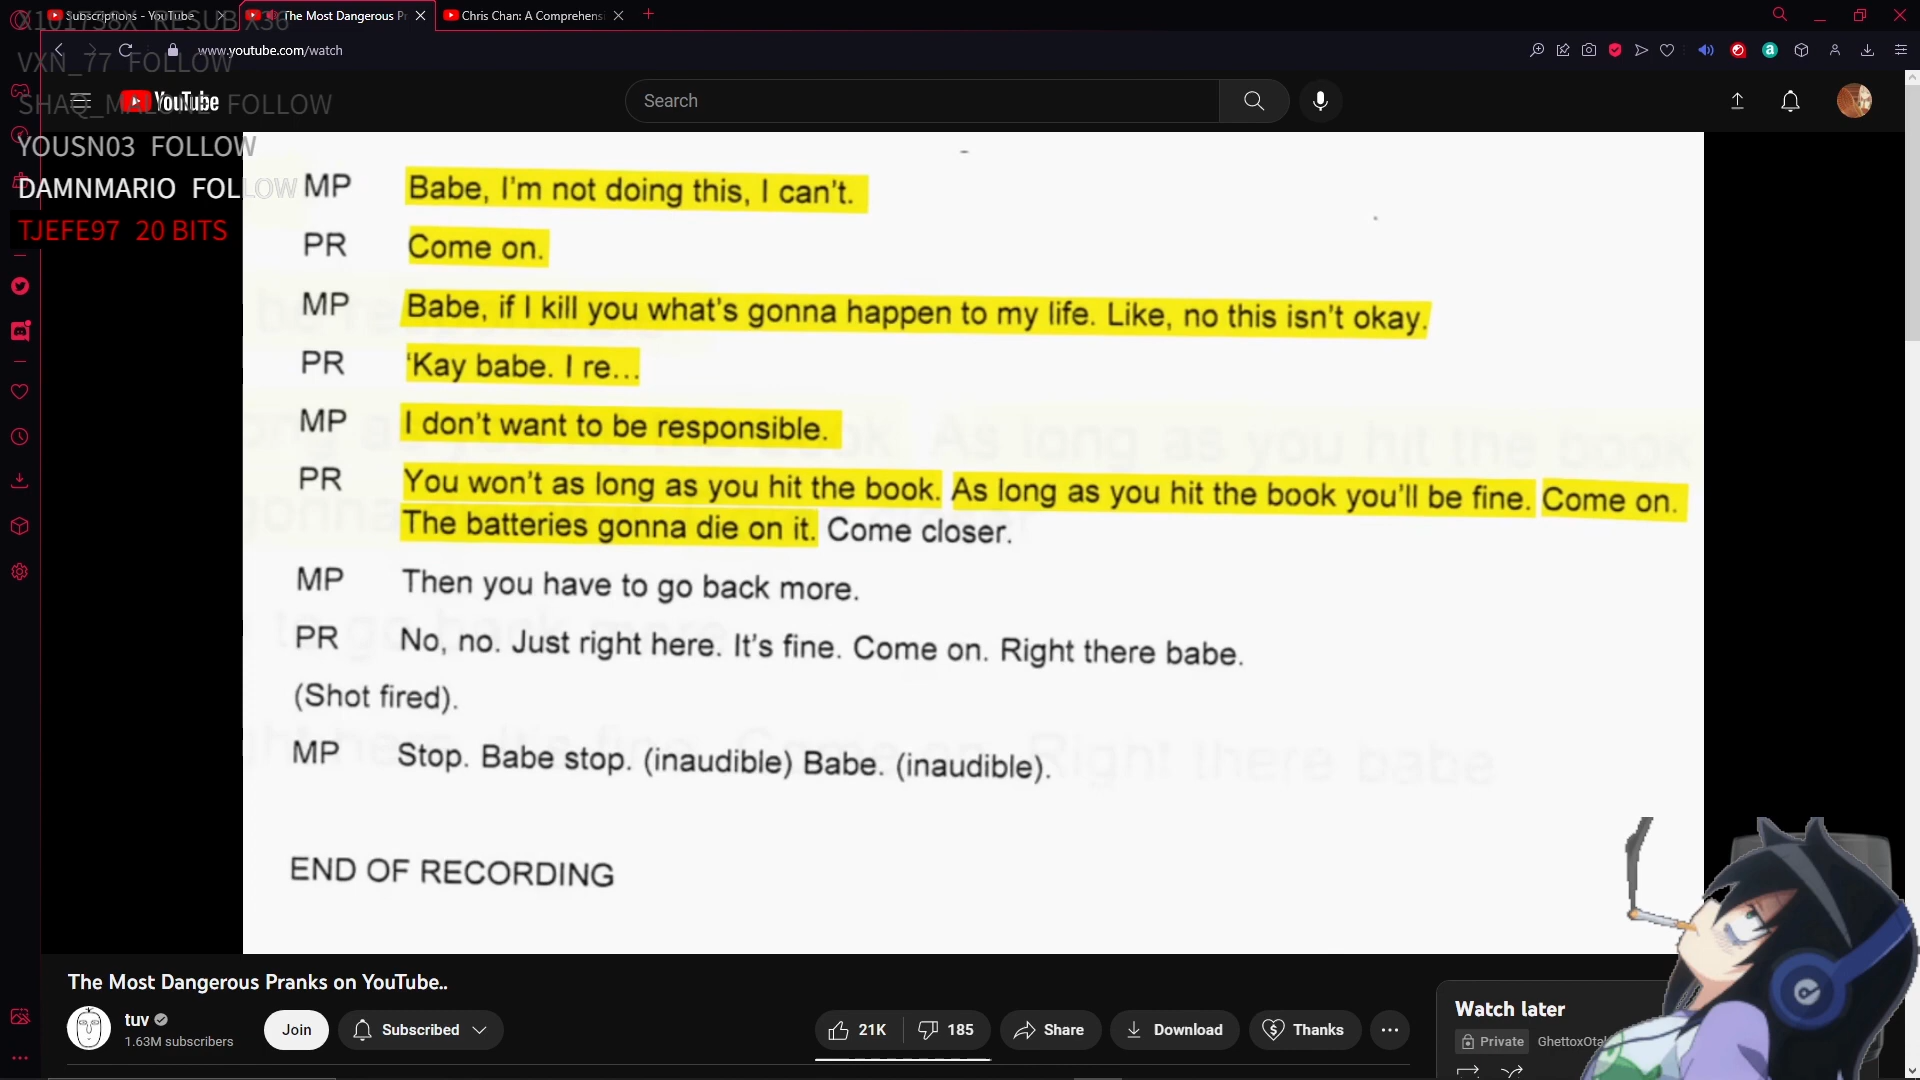 Subscriptions - YouTube
The Most Dangerous Pr
Chris Chan: A Comprehensi
X101738X RESUB X36
www.youtube.com/watch
VXN_77 FOLLOW
SHAQ_MALONE FOLLOW
YouTube
Search
YOUSN03 FOLLOW
DAMNMARIO FOLLOW
TJEFE97 20 BITS
MP Babe, I'm not doing this, I can't.
PR Come on.
MP Babe, if I kill you what's gonna happen to my life. Like, no this isn't okay.
PR 'Kay babe. I re...
MP I don't want to be responsible.
PR You won't as long as you hit the book. As long as you hit the book you'll be fine. Come on.
The batteries gonna die on it. Come closer.
MP Then you have to go back more.
PR No, no. Just right here. It's fine. Come on. Right there babe.
(Shot fired).
MP Stop. Babe stop. (inaudible) Babe. (inaudible).
END OF RECORDING
The Most Dangerous Pranks on YouTube..
tuv
1.63M subscribers
Join
Subscribed
21K
185
Share
Download
Thanks
Watch later
Private